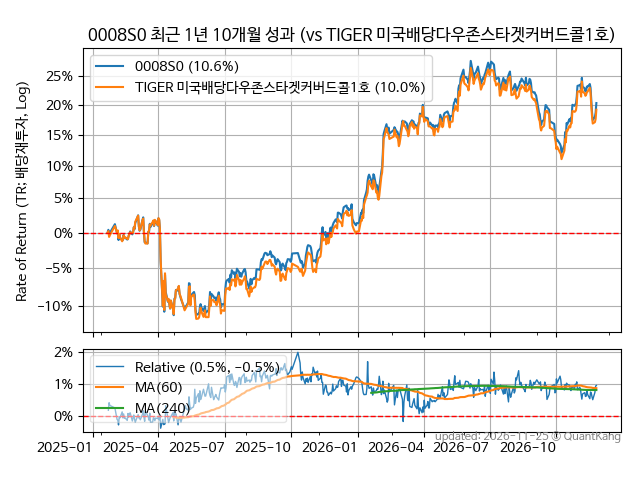 0008S0 최근 1년 10개월 성과 (vs TIGER 미국배당다우존스타겟커버드콜1호)
Rate of Return (TR: 배당재투자, Log)
0008S0 (10.6%)
TIGER 미국배당다우존스타겟커버드콜1호 (10.0%)
25%
20%
15%
10%
5%
0%
−5%
−10%
Relative (0.5%, −0.5%)
MA(60)
MA(240)
2%
1%
0%
2025-01 2025-04 2025-07 2025-10 2026-01 2026-04 2026-07 2026-10
updated: 2026-11-25 @ QuantKang